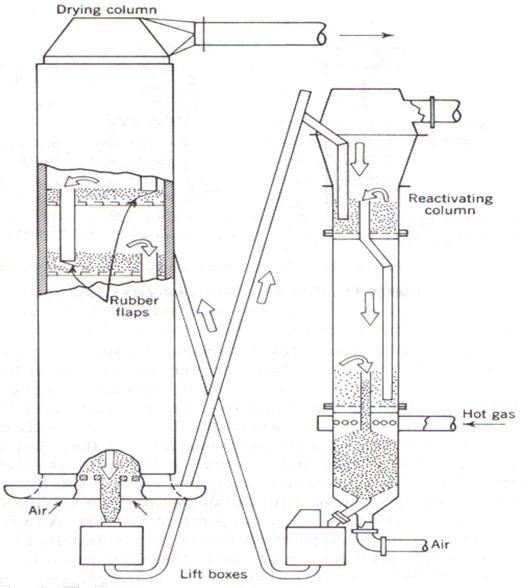 Drying column
Reactivating
column
Rubber
flaps
Hot gas
Air
Air
Lift boxes